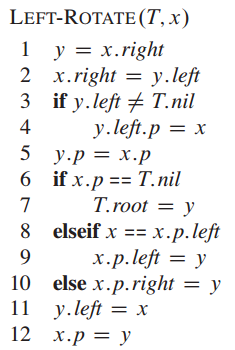 LEFT-ROTATE(T, x)
1 y = x.right
2 x.right = y.left
3 if y.left ≠ T.nil
4 y.left.p = x
5 y.p = x.p
6 if x.p == T.nil
7 T.root = y
8 elseif x == x.p.left
9 x.p.left = y
10 else x.p.right = y
11 y.left = x
12 x.p = y